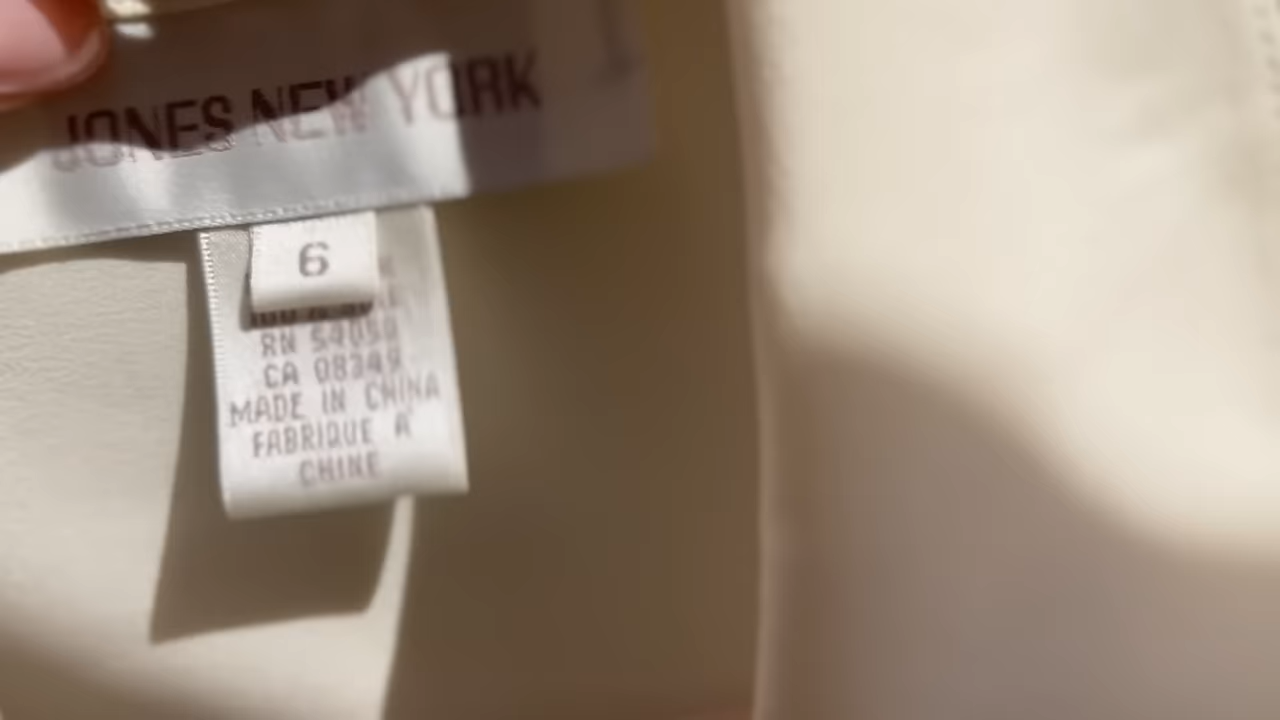 JONES NEW YORK
6
RN 54050
CA 08349
MADE IN CHINA
FABRIQUE A
CHINE